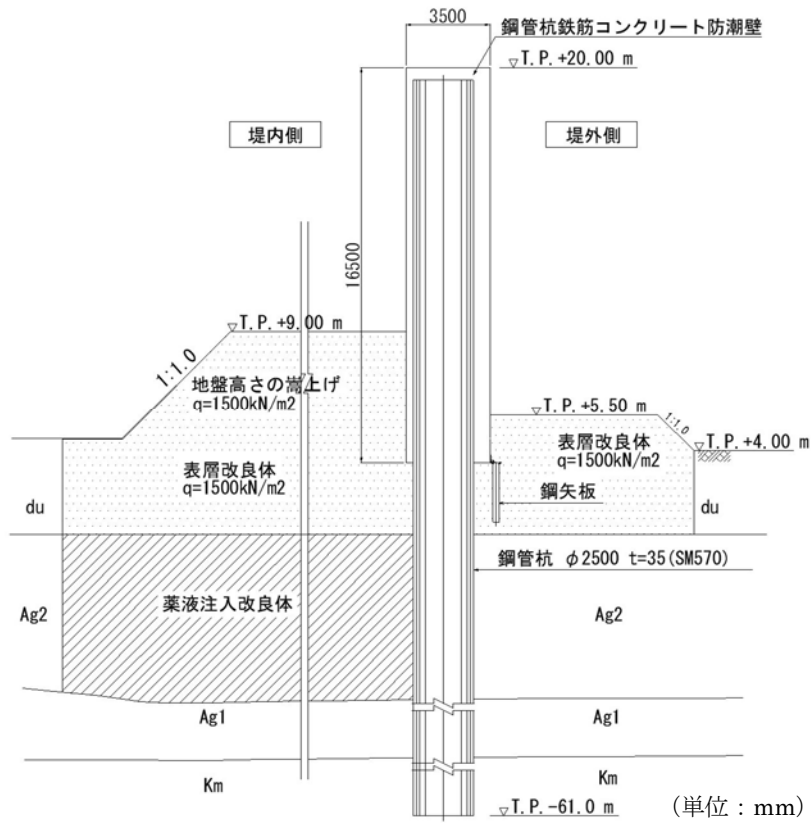 3500
鋼管杭鉄筋コンクリート防潮壁
T.P.+20.00 m
堤内側
堤外側
16500
T.P.+9.00 m
1:1.0
地盤高さの嵩上げ
q=1500kN/m2
T.P.+5.50 m
1:1.0
表層改良体
q=1500kN/m2
T.P.+4.00 m
表層改良体
q=1500kN/m2
鋼矢板
du
du
鋼管杭 φ2500 t=35(SM570)
薬液注入改良体
Ag2
Ag2
Ag1
Ag1
Km
Km
T.P.-61.0 m
(単位:mm)